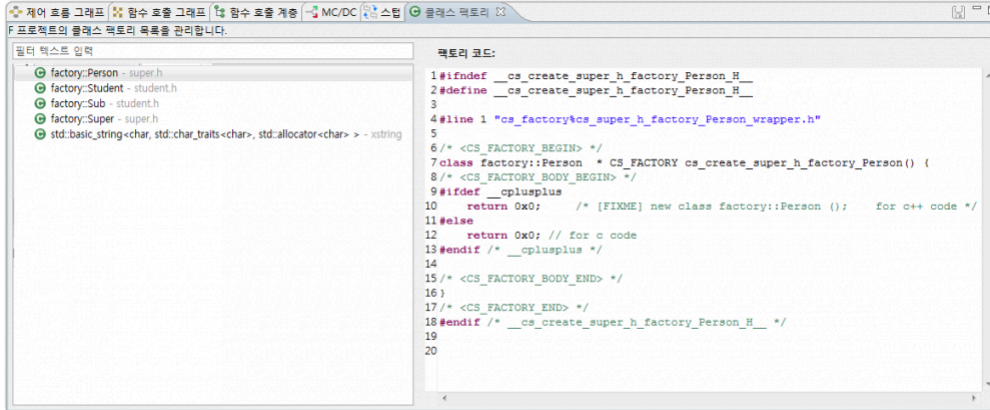 제어 흐름 그래프 함수 호출 그래프 함수 호출 계층 MC/DC 스텁 클래스 팩토리
F 프로젝트의 클래스 팩토리 목록을 관리합니다.
필터 텍스트 입력
factory::Person - super.h
factory::Student - student.h
factory::Sub - student.h
factory::Super - super.h
std::basic_string<char, std::char_traits<char>, std::allocator<char> > - xstring
팩토리 코드:
1 #ifndef __cs_create_super_h_factory_Person_H__
2 #define __cs_create_super_h_factory_Person_H__
3
4 #line 1 "cs_factory%cs_super_h_factory_Person_wrapper.h"
5
6 /* <CS_FACTORY_BEGIN> */
7 class factory::Person  * CS_FACTORY cs_create_super_h_factory_Person() {
8 /* <CS_FACTORY_BODY_BEGIN> */
9 #ifdef __cplusplus
10     return 0x0;     /* [FIXME] new class factory::Person ();    for c++ code */
11 #else
12     return 0x0; // for c code
13 #endif /* __cplusplus */
14
15 /* <CS_FACTORY_BODY_END> */
16 }
17 /* <CS_FACTORY_END> */
18 #endif /* __cs_create_super_h_factory_Person_H__ */
19
20